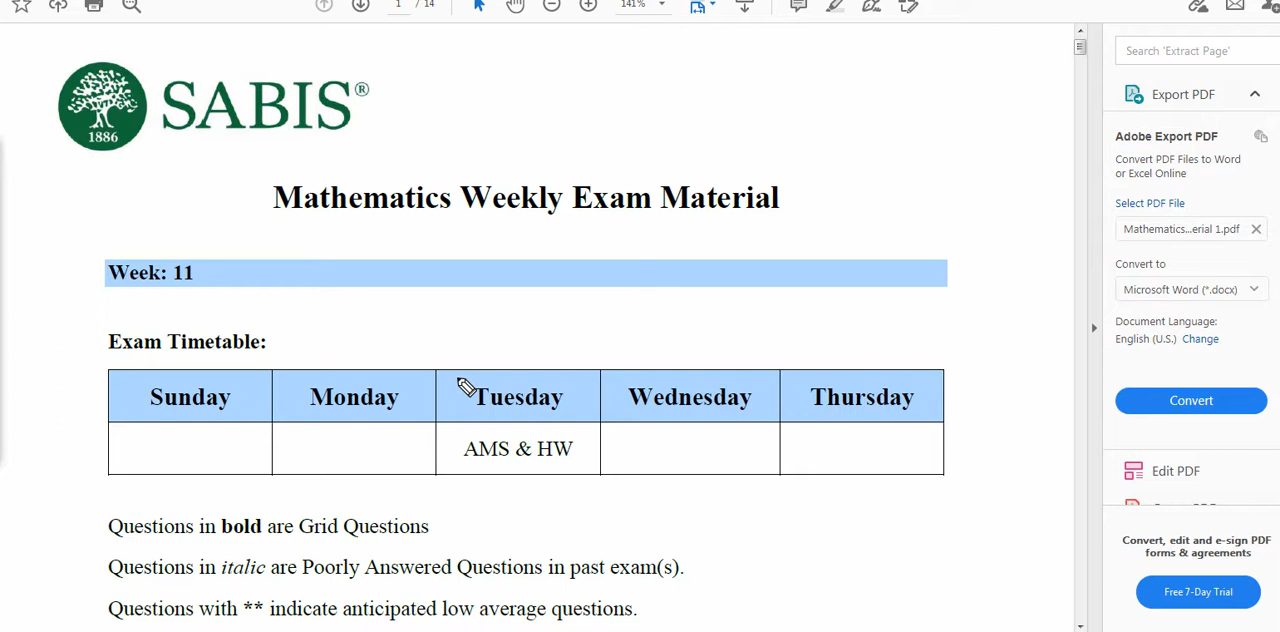 1 / 14
141%
SABIS®
1886
Mathematics Weekly Exam Material
Week: 11
Exam Timetable:
Sunday Monday Tuesday Wednesday Thursday
AMS & HW
Questions in bold are Grid Questions
Questions in italic are Poorly Answered Questions in past exam(s).
Questions with ** indicate anticipated low average questions.
Search 'Extract Page'
Export PDF
Adobe Export PDF
Convert PDF Files to Word
or Excel Online
Select PDF File
Mathematics...erial 1.pdf
Convert to
Microsoft Word (*.docx)
Document Language:
English (U.S.) Change
Convert
Edit PDF
Convert, edit and e-sign PDF
forms & agreements
Free 7-Day Trial